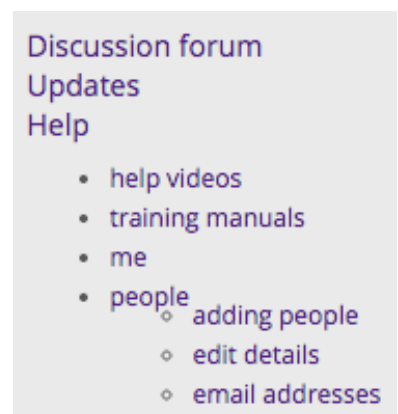 Discussion forum
Updates
Help
help videos
training manuals
me
people
adding people
edit details
email addresses